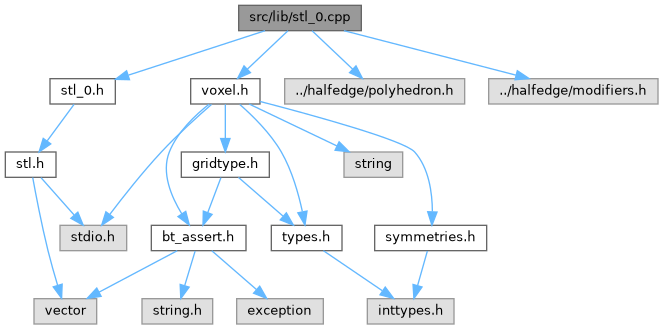 src/lib/stl_0.cpp
stl_0.h
voxel.h
../halfedge/polyhedron.h
../halfedge/modifiers.h
stl.h
gridtype.h
string
stdio.h
bt_assert.h
types.h
symmetries.h
vector
string.h
exception
inttypes.h